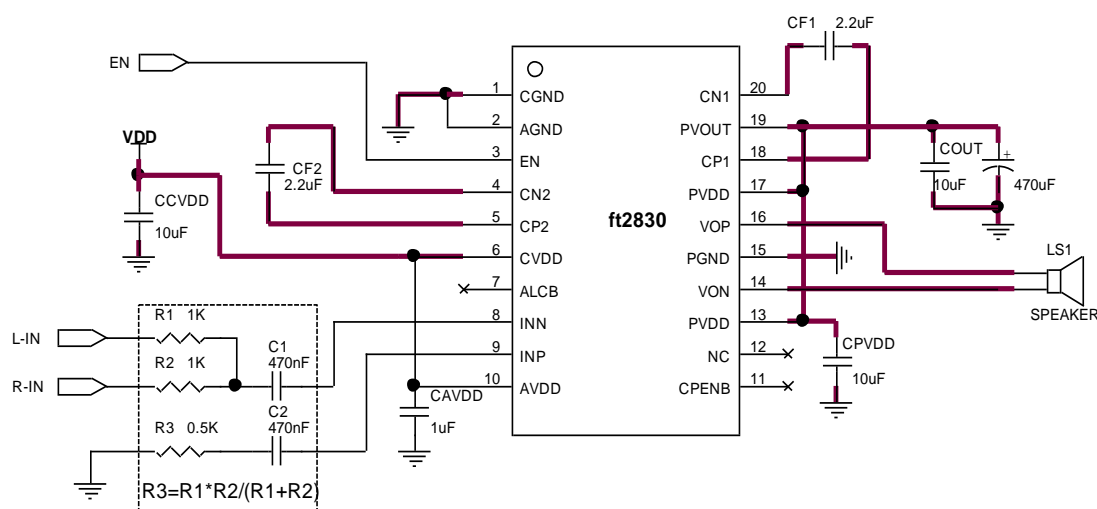 CF1 2.2uF
EN
1 CGND CN1 20
2 AGND PVOUT 19
VDD
3 EN CP1 18
COUT
+
CF2
2.2uF
10uF
470uF
4 CN2 PVDD 17
CCVDD
10uF
5 CP2 ft2830 VOP 16
6 CVDD PGND 15
LS1
7 ALCB VON 14
SPEAKER
R1 1K
8 INN PVDD 13
L-IN
C1
470nF
9 INP NC 12
CPVDD
10uF
R2 1K
R-IN
10 AVDD CPENB 11
CAVDD
1uF
C2
470nF
R3 0.5K
R3=R1*R2/(R1+R2)